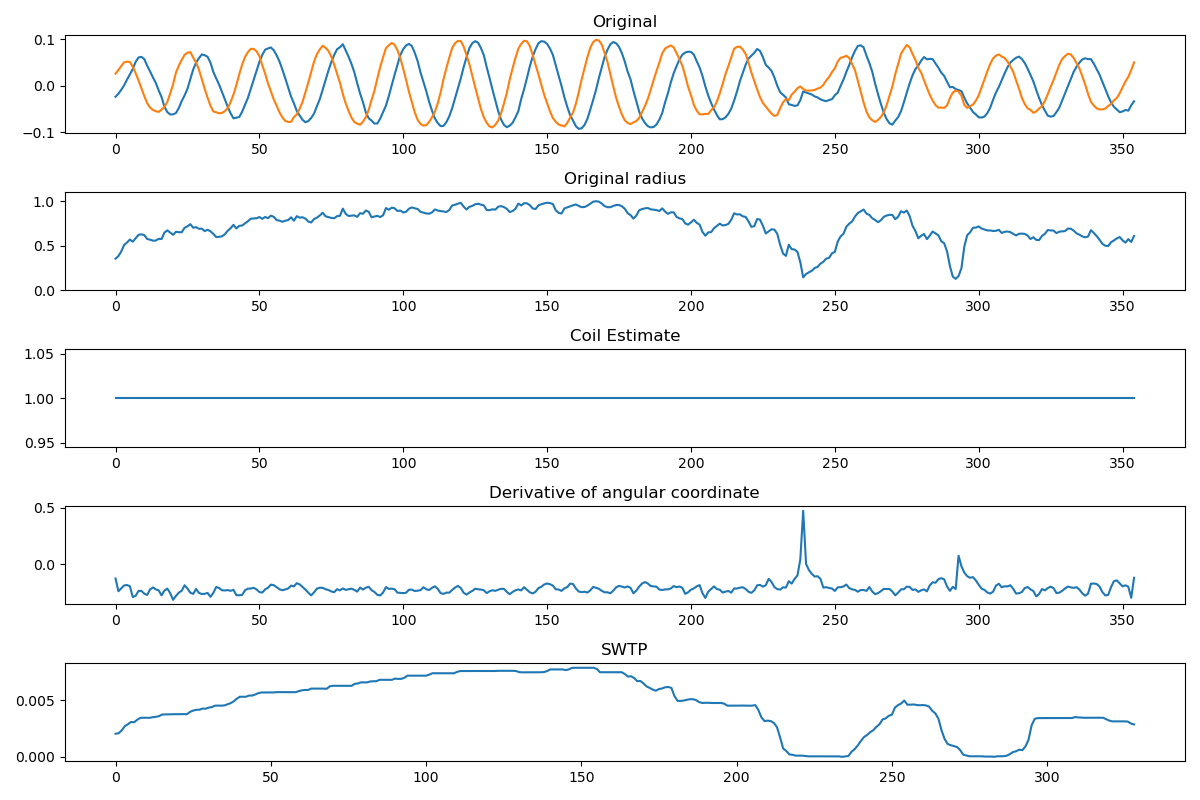 Original
0.1
0.0
−0.1
0 50 100 150 200 250 300 350
Original radius
1.0
0.5
0.0
0 50 100 150 200 250 300 350
Coil Estimate
1.05
1.00
0.95
0 50 100 150 200 250 300 350
Derivative of angular coordinate
0.5
0.0
0 50 100 150 200 250 300 350
SWTP
0.005
0.000
0 50 100 150 200 250 300